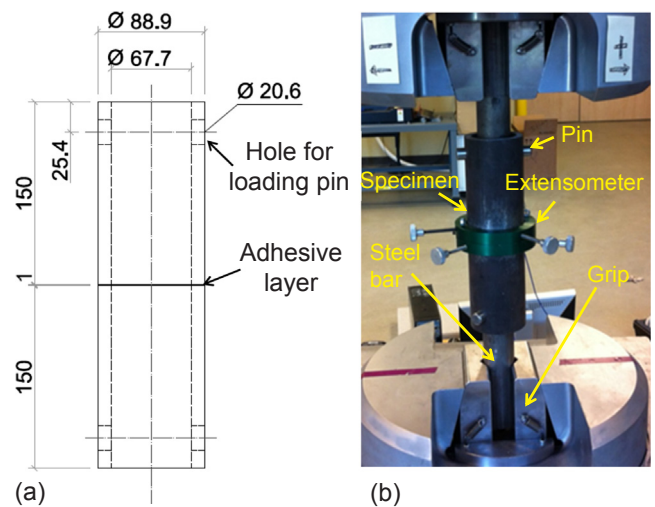 Ø 88.9
Ø 67.7
Ø 20.6
25.4
150
Hole for
loading pin
Adhesive
layer
1
150
(a)
Pin
Specimen
Extensometer
Steel
bar
Grip
(b)